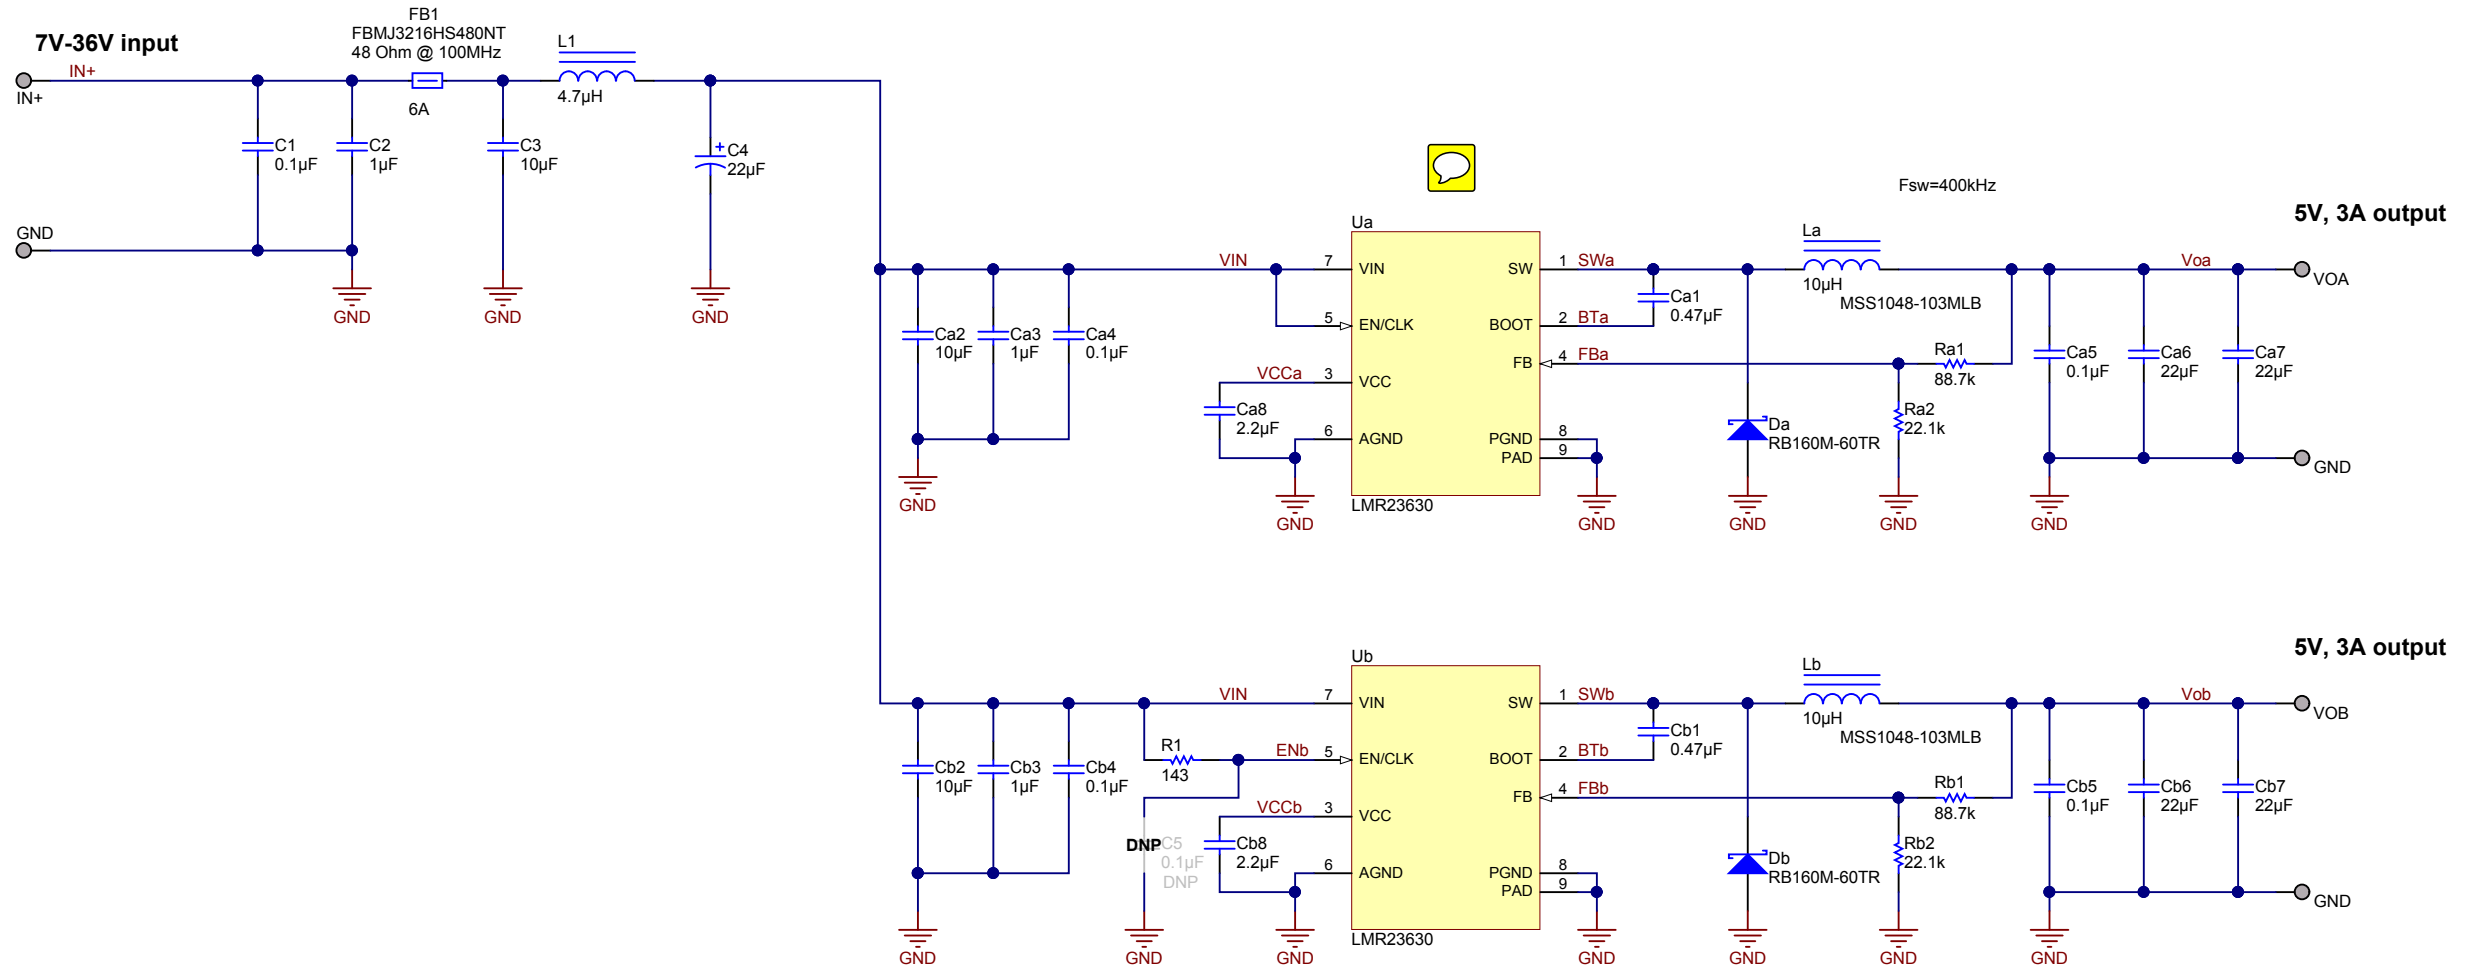 7V-36V input
FB1
FBMJ3216HS480NT
48 Ohm @ 100MHz
6A
L1
4.7µH
IN+
IN+
C1
0.1µF
C2
1µF
C3
10µF
C4
22µF
GND
GND
GND
GND
Fsw=400kHz
5V, 3A output
Ua
VIN
7
VIN
5
EN/CLK
VCCa
3
VCC
6
AGND
SW
1
SWa
BOOT
2
BTa
FB
4
FBa
PGND
8
PAD
9
LMR23630
Ca2
10µF
Ca3
1µF
Ca4
0.1µF
Ca8
2.2µF
Ca1
0.47µF
La
10µH
MSS1048-103MLB
Da
RB160M-60TR
Ra1
88.7k
Ra2
22.1k
Ca5
0.1µF
Ca6
22µF
Ca7
22µF
Voa
VOA
GND
GND
GND
GND
GND
GND
GND
5V, 3A output
Ub
VIN
7
VIN
R1
143
ENb
5
EN/CLK
VCCb
3
VCC
6
AGND
SW
1
SWb
BOOT
2
BTb
FB
4
FBb
PGND
8
PAD
9
LMR23630
Cb2
10µF
Cb3
1µF
Cb4
0.1µF
DNP
C5
0.1µF
DNP
Cb8
2.2µF
Cb1
0.47µF
Lb
10µH
MSS1048-103MLB
Db
RB160M-60TR
Rb1
88.7k
Rb2
22.1k
Cb5
0.1µF
Cb6
22µF
Cb7
22µF
Vob
VOB
GND
GND
GND
GND
GND
GND
GND
GND